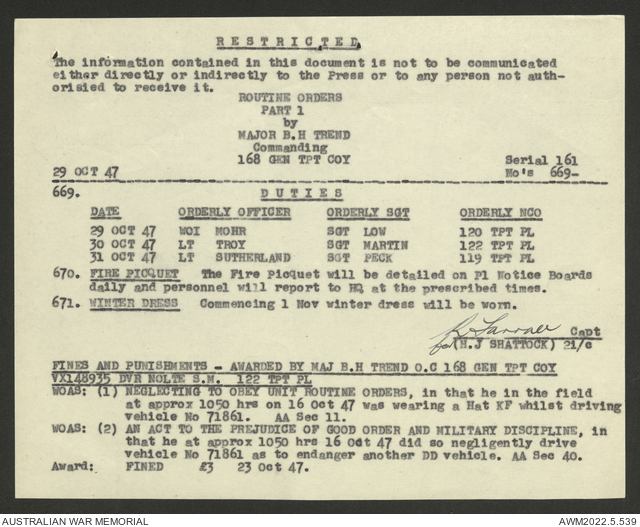 RESTRICTED
The information contained in this document is not to be communicated
either directly or indirectly to the Press or to any person not auth-
orisied to receive it.
ROUTINE ORDERS
PART 1
by
MAJOR B.H TREND
Commanding
168 GEN TPT COY
Serial 161
29 OCT 47
No's 669-
669. DUTIES
DATE ORDERLY OFFICER ORDERLY SGT ORDERLY NCO
29 OCT 47 WOI MOHR SGT LOW 120 TPT PL
30 OCT 47 LT TROY SGT MARTIN 122 TPT PL
31 OCT 47 LT SUTHERLAND SGT PECK 119 TPT PL
670. FIRE PICQUET The Fire Picquet will be detailed on Pl Notice Boards
daily and personnel will report to HQ at the prescribed times.
671. WINTER DRESS Commencing 1 Nov winter dress will be worn.
Capt
for (H.J SHATTOCK) 2i/c
FINES AND PUNISHMENTS - AWARDED BY MAJ B.H TREND O.C 168 GEN TPT COY
VX148935 DVR NOLTE S.M. 122 TPT PL
WOAS: (1) NEGLECTING TO OBEY UNIT ROUTINE ORDERS, in that he in the field
at approx 1050 hrs on 16 OCT 47 was wearing a Hat KF whilst driving
vehicle No 71861. AA Sec 11.
WOAS: (2) AN ACT TO THE PREJUDICE OF GOOD ORDER AND MILITARY DISCIPLINE, in
that he at approx 1050 hrs 16 OCT 47 did so negligently drive
vehicle No 71861 as to endanger another DD vehicle. AA Sec 40.
Award: FINED £3 23 Oct 47.
AUSTRALIAN WAR MEMORIAL
AWM2022.5.539